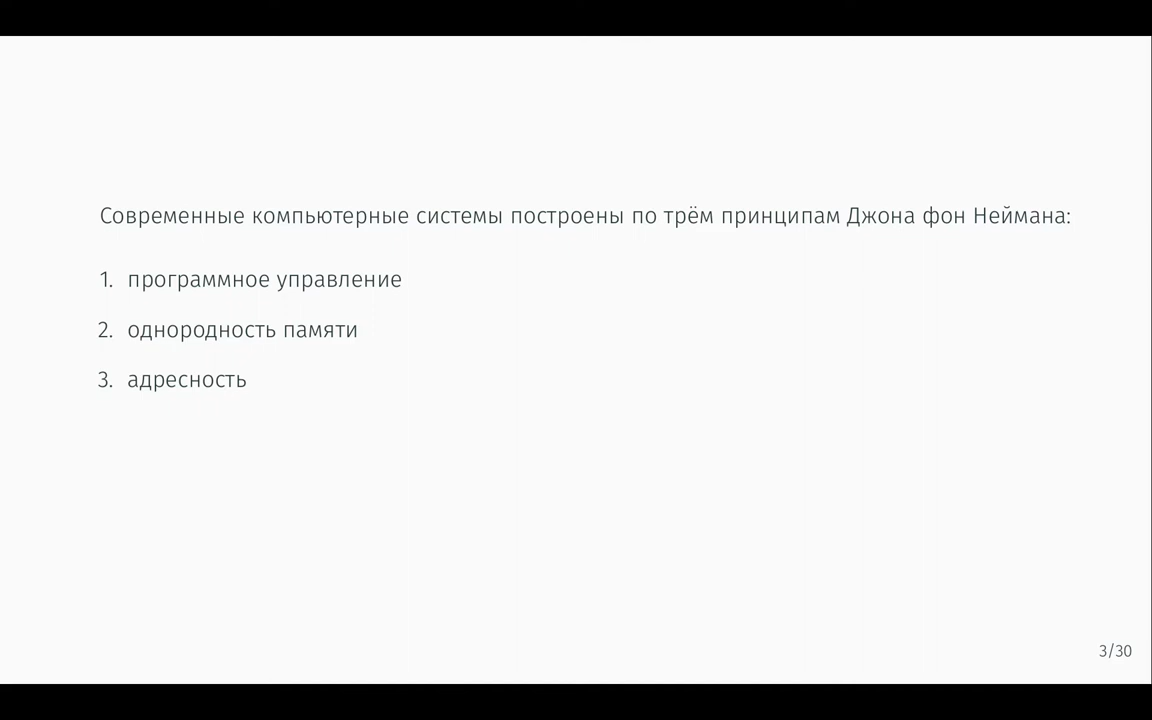 Современные компьютерные системы построены по трём принципам Джона фон Неймана:
1. программное управление
2. однородность памяти
3. адресность
3/30